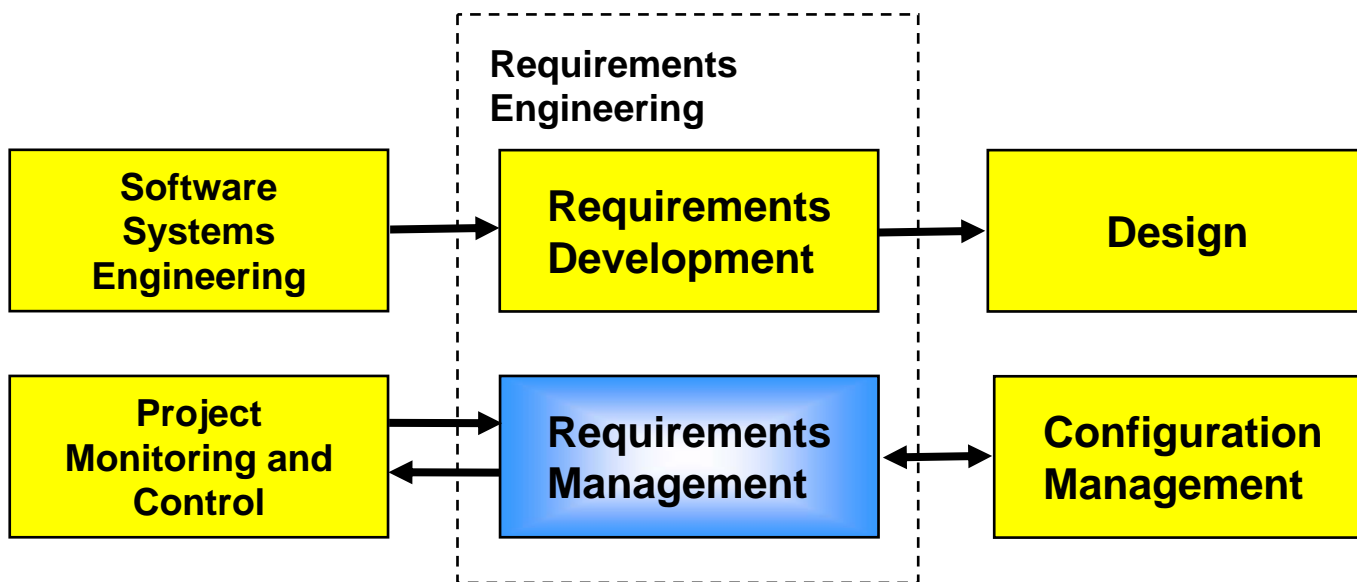 Requirements
Engineering
Software
Systems
Engineering
Requirements
Development
Design
Project
Monitoring and
Control
Requirements
Management
Configuration
Management